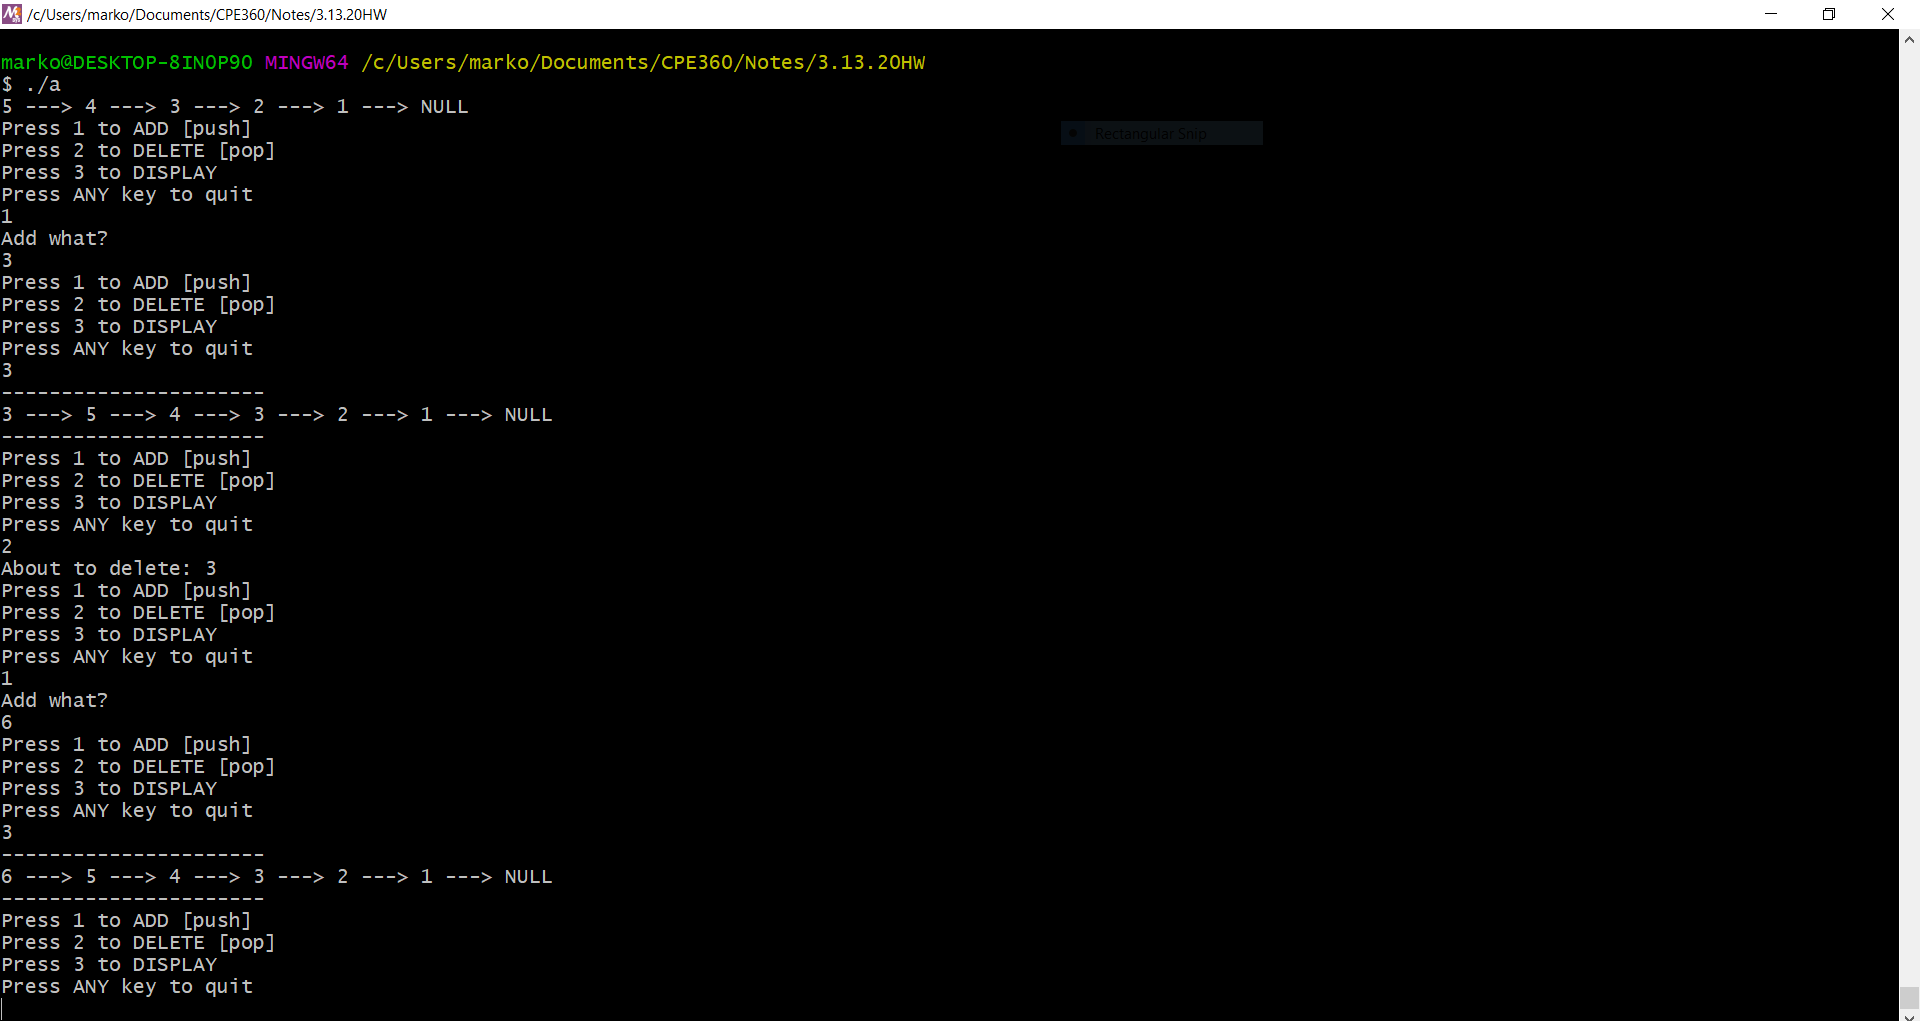 /c/Users/marko/Documents/CPE360/Notes/3.13.20HW
marko@DESKTOP-8IN0P90 MINGW64 /c/Users/marko/Documents/CPE360/Notes/3.13.20HW
$ ./a
5 ---> 4 ---> 3 ---> 2 ---> 1 ---> NULL
Press 1 to ADD [push]
Rectangular Snip
Press 2 to DELETE [pop]
Press 3 to DISPLAY
Press ANY key to quit
1
Add what?
3
Press 1 to ADD [push]
Press 2 to DELETE [pop]
Press 3 to DISPLAY
Press ANY key to quit
3
----------------------
3 ---> 5 ---> 4 ---> 3 ---> 2 ---> 1 ---> NULL
----------------------
Press 1 to ADD [push]
Press 2 to DELETE [pop]
Press 3 to DISPLAY
Press ANY key to quit
2
About to delete: 3
Press 1 to ADD [push]
Press 2 to DELETE [pop]
Press 3 to DISPLAY
Press ANY key to quit
1
Add what?
6
Press 1 to ADD [push]
Press 2 to DELETE [pop]
Press 3 to DISPLAY
Press ANY key to quit
3
----------------------
6 ---> 5 ---> 4 ---> 3 ---> 2 ---> 1 ---> NULL
----------------------
Press 1 to ADD [push]
Press 2 to DELETE [pop]
Press 3 to DISPLAY
Press ANY key to quit